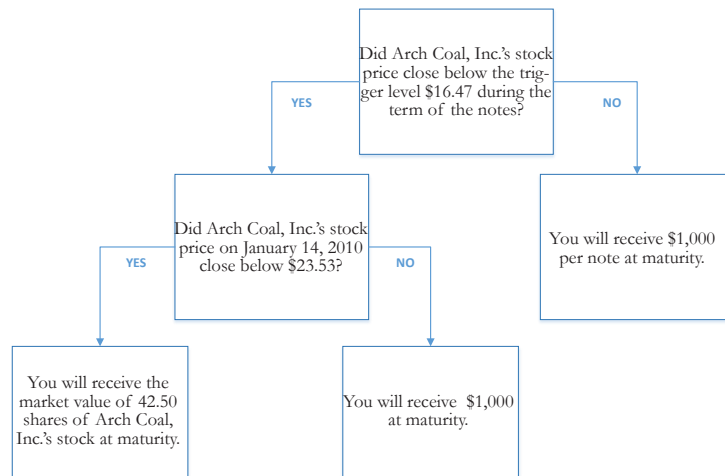 Did Arch Coal, Inc.'s stock
price close below the trig-
ger level $16.47 during the
term of the notes?
YES
NO
Did Arch Coal, Inc.'s stock
price on January 14, 2010
close below $23.53?
You will receive $1,000
per note at maturity.
YES
NO
You will receive the
market value of 42.50
shares of Arch Coal,
Inc.'s stock at maturity.
You will receive $1,000
at maturity.